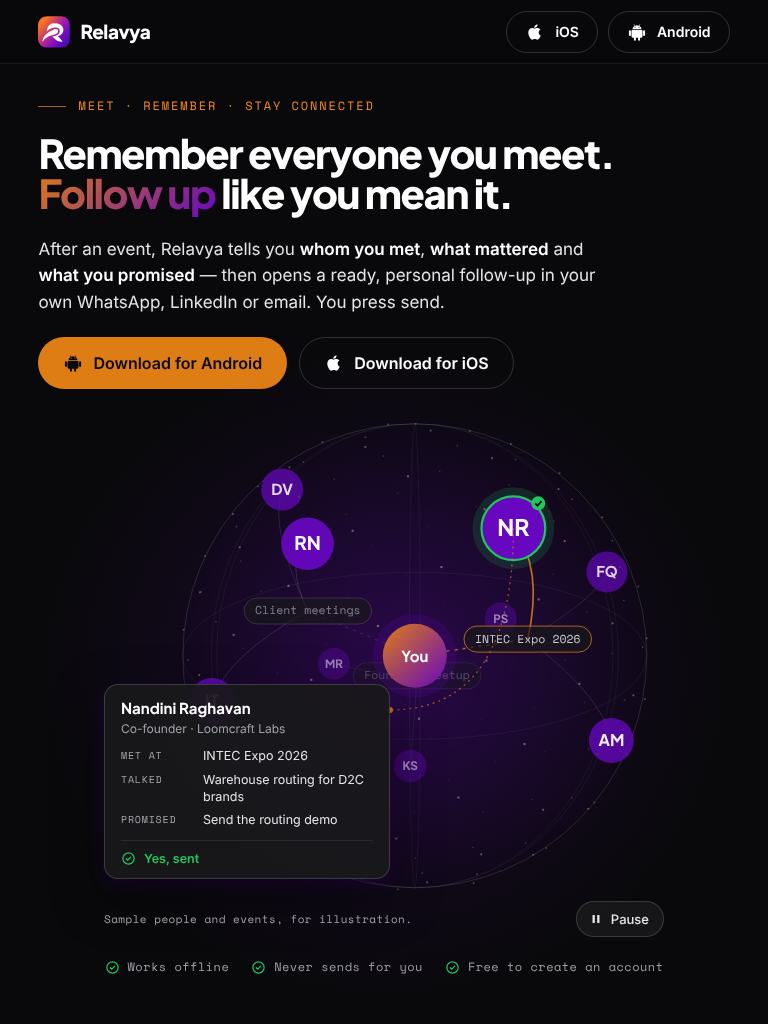 Relavya
iOS
Android
MEET · REMEMBER · STAY CONNECTED
Remember everyone you meet.
Follow up like you mean it.
After an event, Relavya tells you whom you met, what mattered and
what you promised — then opens a ready, personal follow-up in your
own WhatsApp, LinkedIn or email. You press send.
Download for Android
Download for iOS
DV
RN
NR
FQ
Client meetings
PS
INTEC Expo 2026
You
MR
AM
KS
Nandini Raghavan
Co-founder · Loomcraft Labs
MET AT
INTEC Expo 2026
TALKED
Warehouse routing for D2C
brands
PROMISED
Send the routing demo
Yes, sent
Sample people and events, for illustration.
Pause
Works offline
Never sends for you
Free to create an account